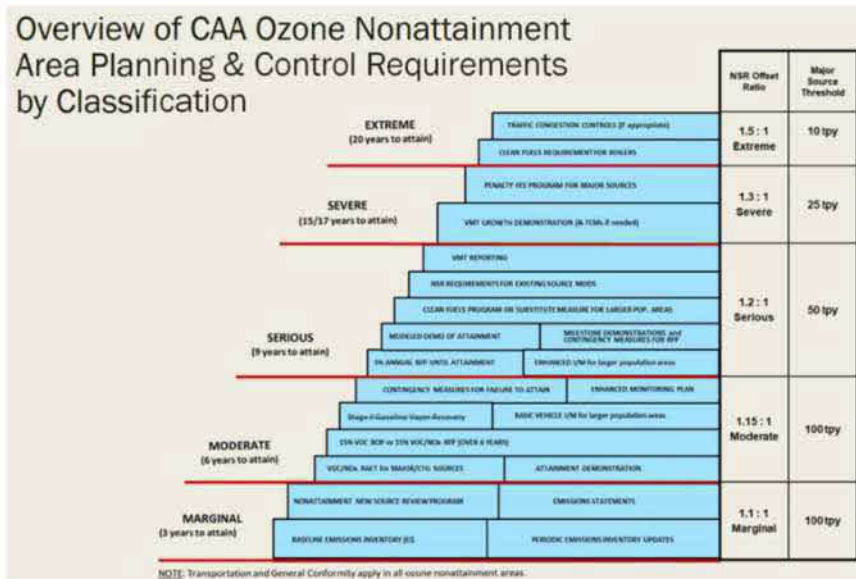 Overview of CAA Ozone Nonattainment
Area Planning & Control Requirements
by Classification
NSR Offset
Ratio
Major
Source
Threshold
EXTREME
(20 years to attain)
TRAFFIC CONGESTION CONTROLS (if appropriate)
CLEAN FUELS REQUIREMENT FOR BOILERS
1.5 : 1
Extreme
10 tpy
SEVERE
(15/17 years to attain)
PENALTY FEE PROGRAM FOR MAJOR SOURCES
VMT GROWTH DEMONSTRATION (& TCMs if needed)
1.3 : 1
Severe
25 tpy
SERIOUS
(9 years to attain)
VMT REPORTING
NSR REQUIREMENTS FOR EXISTING SOURCE MODS
CLEAN FUELS PROGRAM OR SUBSTITUTE MEASURE FOR LARGER POP. AREAS
MODELED DEMO OF ATTAINMENT
MILESTONE DEMONSTRATIONS and
CONTINGENCY MEASURES FOR RFP
3% ANNUAL RFP UNTIL ATTAINMENT
ENHANCED I/M for larger population areas
1.2 : 1
Serious
50 tpy
MODERATE
(6 years to attain)
CONTINGENCY MEASURES FOR FAILURE TO ATTAIN
ENHANCED MONITORING PLAN
Stage II Gasoline Vapor Recovery
BASIC VEHICLE I/M for larger population areas
15% VOC ROP or 15% VOC/NOx RFP (OVER 6 YEARS)
VOC/NOx RACT for MAJOR/CTG SOURCES
ATTAINMENT DEMONSTRATION
1.15 : 1
Moderate
100 tpy
MARGINAL
(3 years to attain)
NONATTAINMENT NEW SOURCE REVIEW PROGRAM
EMISSIONS STATEMENTS
BASELINE EMISSIONS INVENTORY (EI)
PERIODIC EMISSIONS INVENTORY UPDATES
1.1 : 1
Marginal
100 tpy
NOTE: Transportation and General Conformity apply in all ozone nonattainment areas.